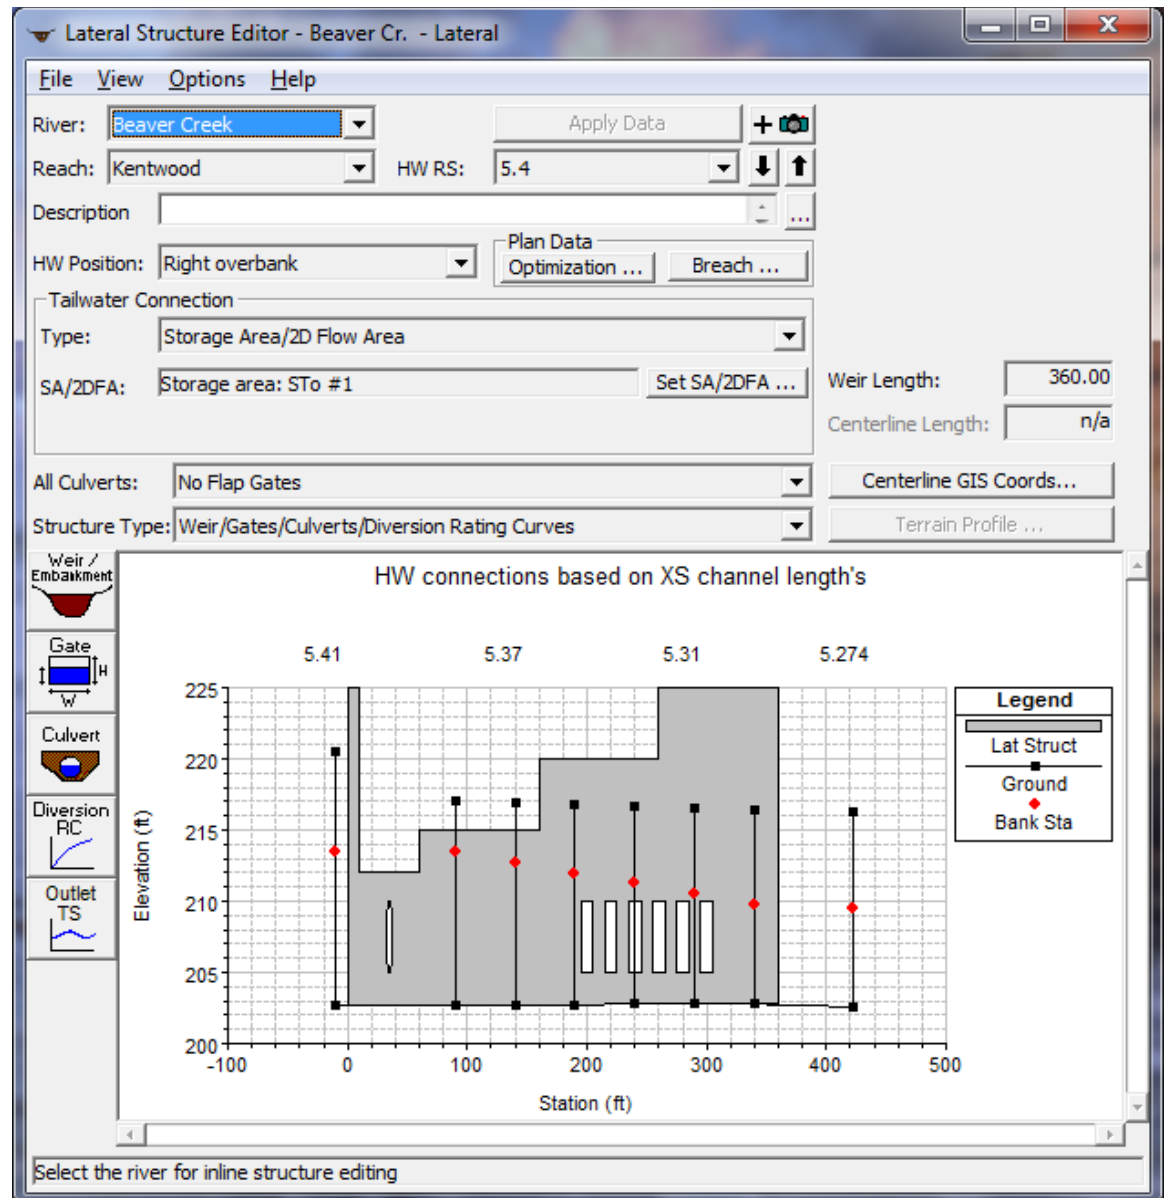 Lateral Structure Editor - Beaver Cr. - Lateral
File View Options Help
River: Beaver Creek Apply Data +
Reach: Kentwood HW RS: 5.4
Description ...
HW Position: Right overbank Plan Data Optimization ... Breach ...
Tailwater Connection
Type: Storage Area/2D Flow Area
SA/2DFA: Storage area: STo #1 Set SA/2DFA ... Weir Length: 360.00
Centerline Length: n/a
All Culverts: No Flap Gates Centerline GIS Coords...
Structure Type: Weir/Gates/Culverts/Diversion Rating Curves Terrain Profile ...
Weir /
Embankment
Gate
H
W
Culvert
Diversion
RC
Outlet
TS
HW connections based on XS channel length's
5.41 5.37 5.31 5.274
225
220
215
210
205
200
Elevation (ft)
-100 0 100 200 300 400 500
Station (ft)
Legend
Lat Struct
Ground
Bank Sta
Select the river for inline structure editing